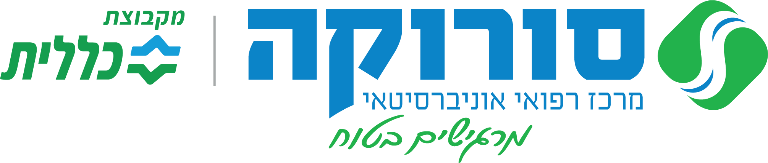 סורוקה
מרכז רפואי אוניברסיטאי
מרגישים בטוח
מקבוצת
כללית